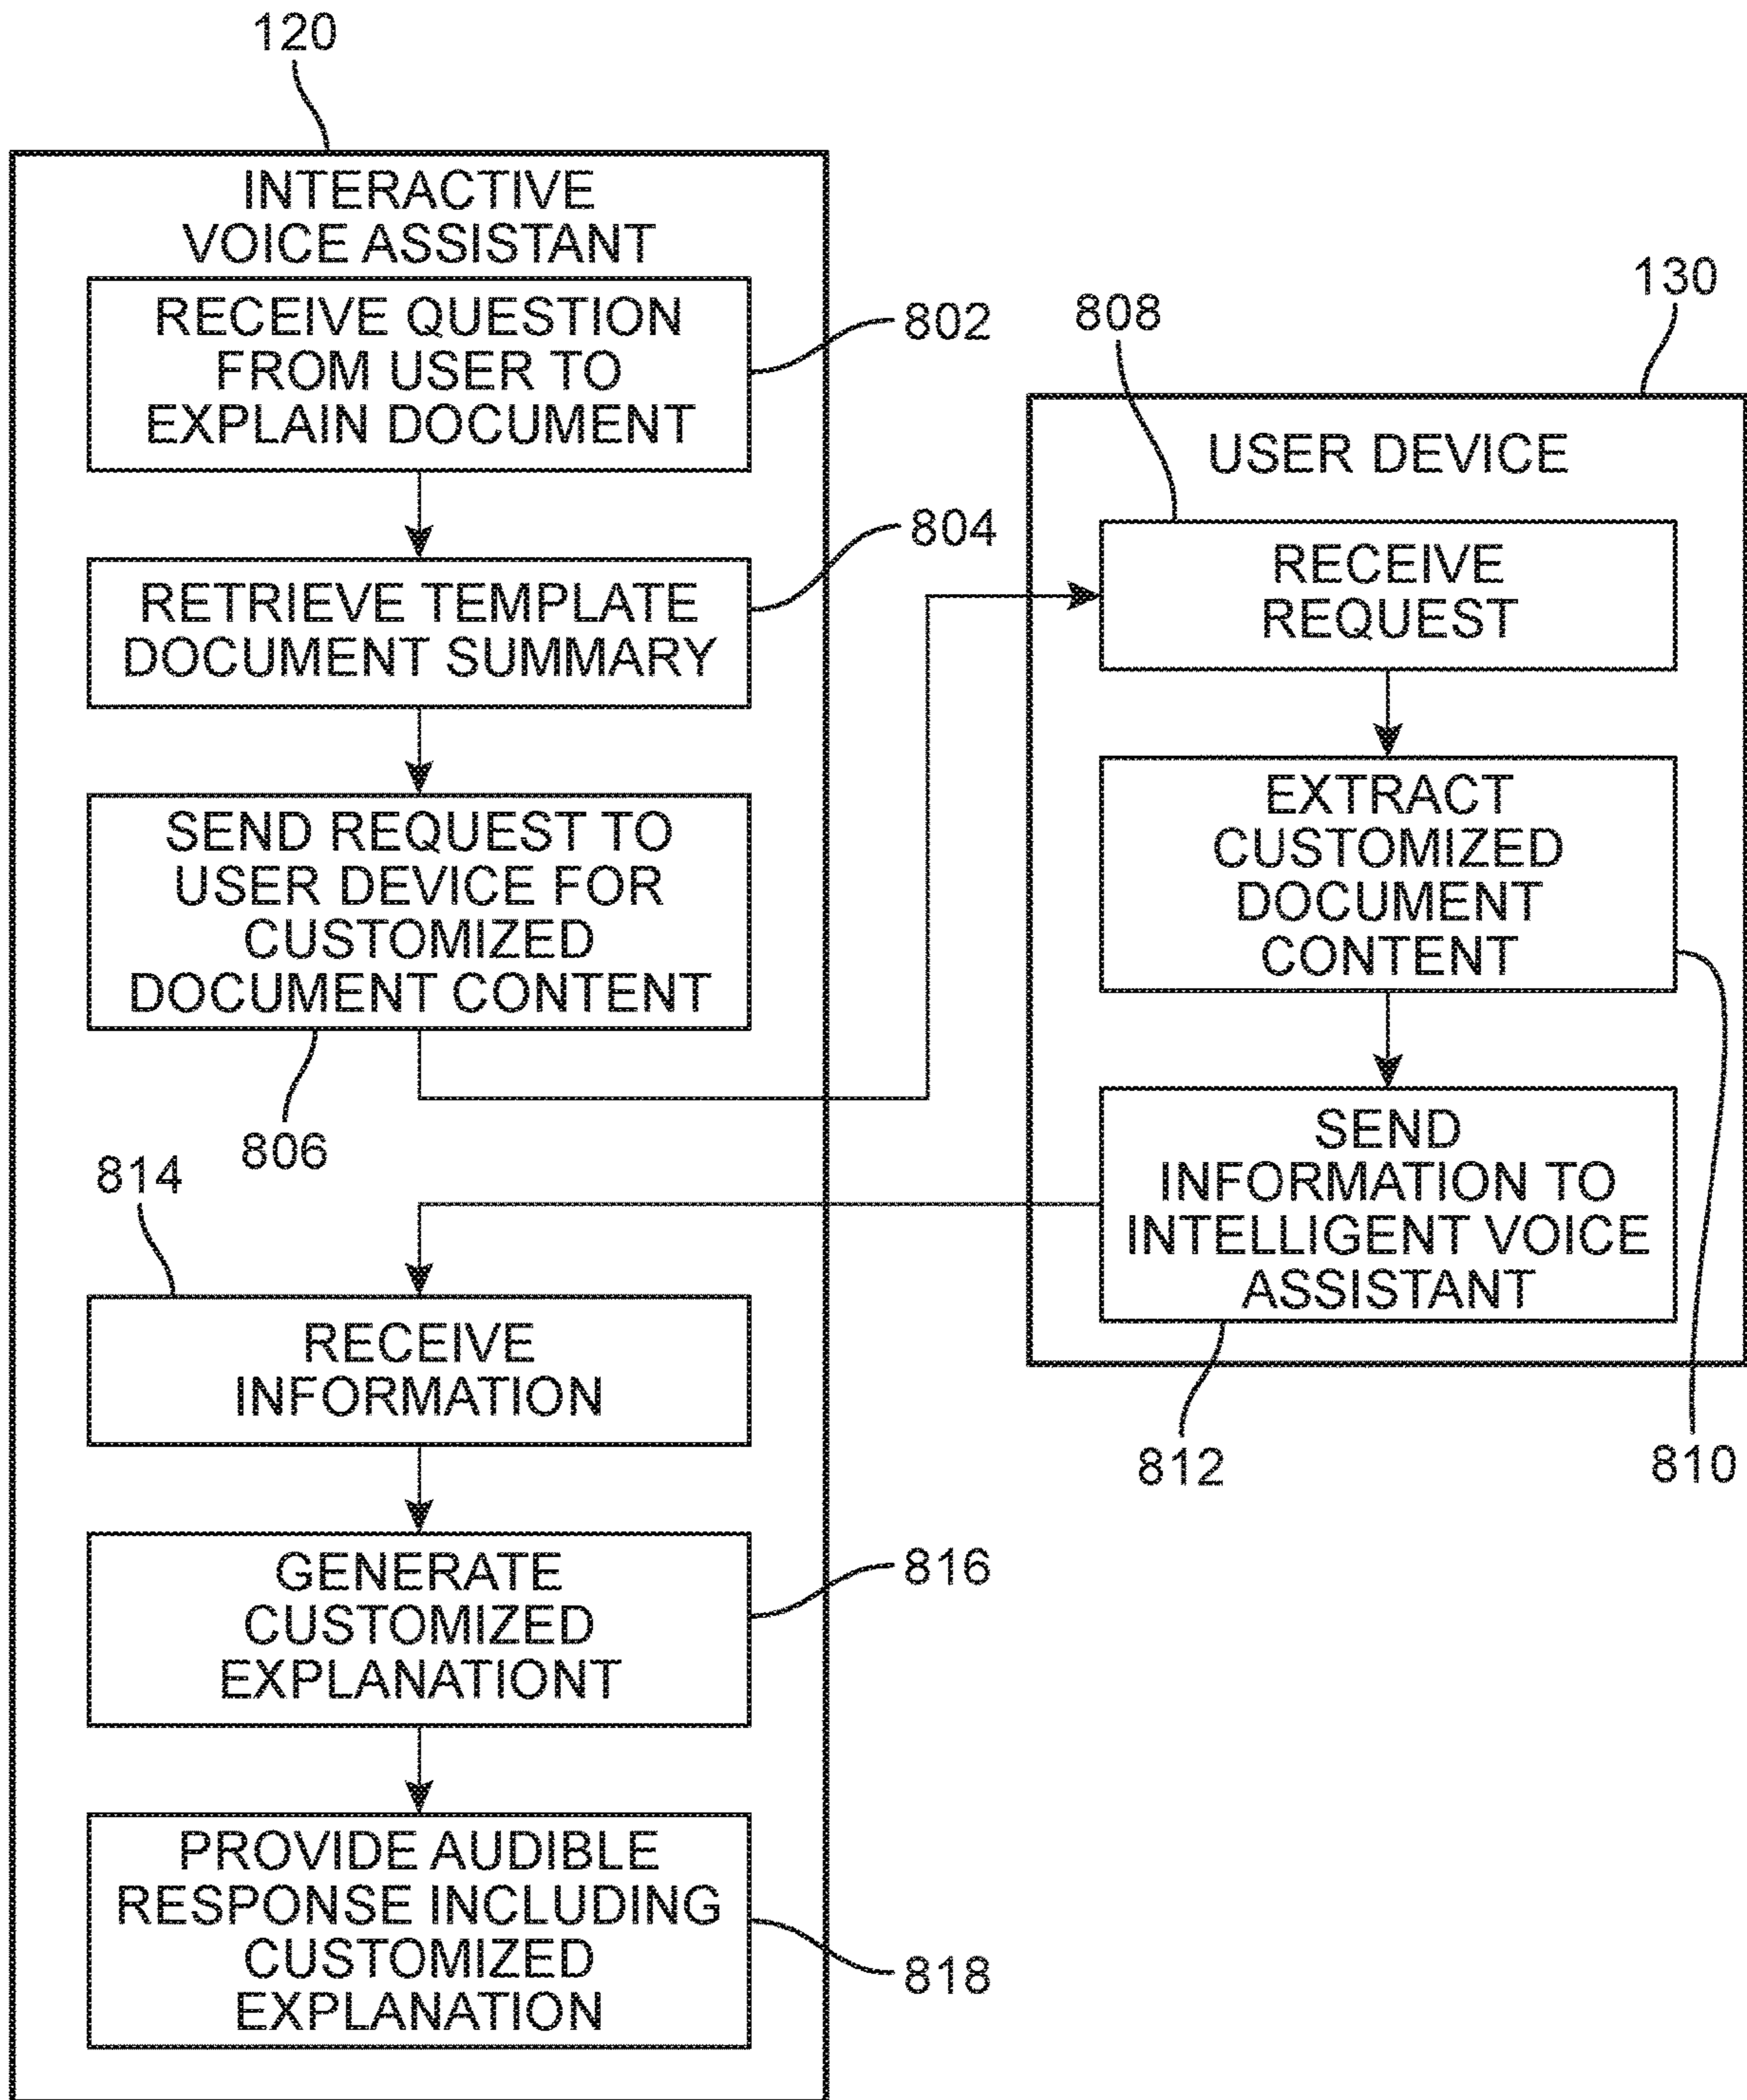 120
INTERACTIVE
VOICE ASSISTANT
RECEIVE QUESTION
FROM USER TO
EXPLAIN DOCUMENT
802
804
RETRIEVE TEMPLATE
DOCUMENT SUMMARY
SEND REQUEST TO
USER DEVICE FOR
CUSTOMIZED
DOCUMENT CONTENT
806
130
808
USER DEVICE
RECEIVE
REQUEST
EXTRACT
CUSTOMIZED
DOCUMENT
CONTENT
810
SEND
INFORMATION TO
INTELLIGENT VOICE
ASSISTANT
812
814
RECEIVE
INFORMATION
GENERATE
CUSTOMIZED
EXPLANATIONT
816
PROVIDE AUDIBLE
RESPONSE INCLUDING
CUSTOMIZED
EXPLANATION
818